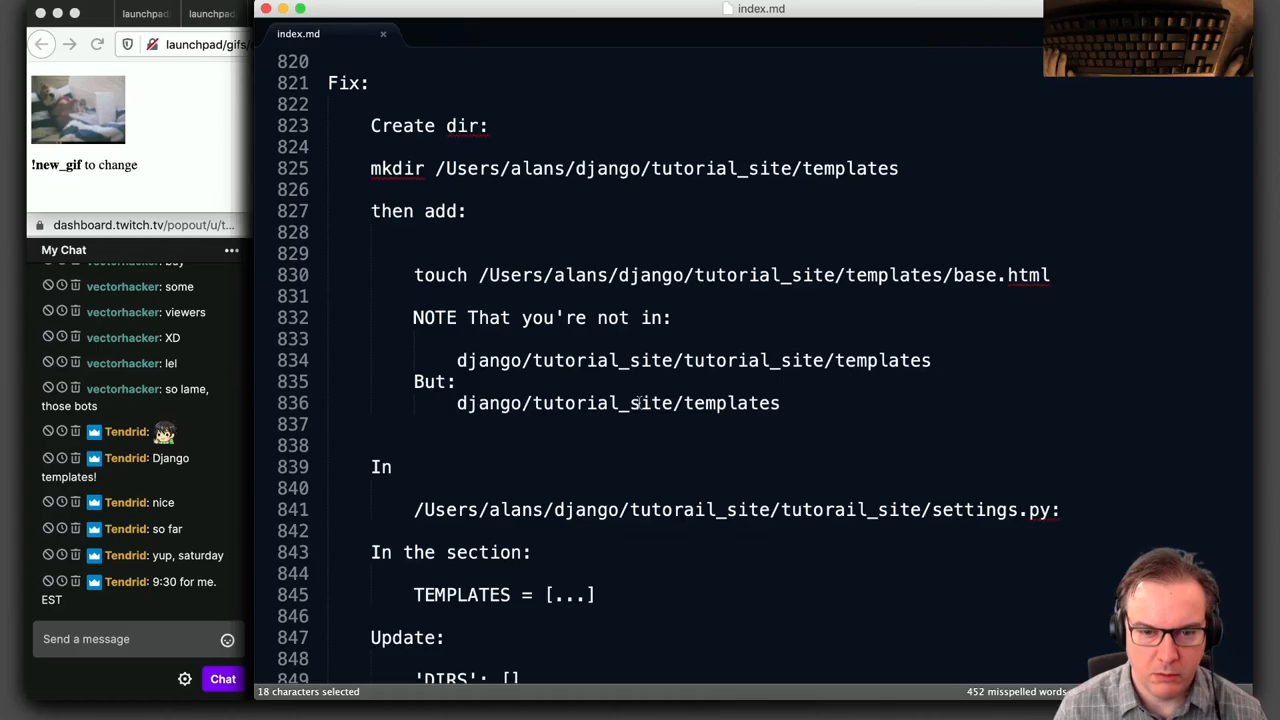 launchpad
launchpad
launchpad/gifs/
!new_gif to change
dashboard.twitch.tv/popout/u/t...
My Chat
vectorhacker: some
vectorhacker: viewers
vectorhacker: XD
vectorhacker: lel
vectorhacker: so lame,
those bots
Tendrid:
Tendrid: Django
templates!
Tendrid: nice
Tendrid: so far
Tendrid: yup, saturday
Tendrid: 9:30 for me.
EST
Send a message
Chat
index.md
index.md
820
821 Fix:
822
823 Create dir:
824
825 mkdir /Users/alans/django/tutorial_site/templates
826
827 then add:
828
829
830 touch /Users/alans/django/tutorial_site/templates/base.html
831
832 NOTE That you're not in:
833
834 django/tutorial_site/tutorial_site/templates
835 But:
836 django/tutorial_site/templates
837
838
839 In
840
841 /Users/alans/django/tutorail_site/tutorail_site/settings.py:
842
843 In the section:
844
845 TEMPLATES = [...]
846
847 Update:
848
849 'DIRS': []
18 characters selected
452 misspelled words